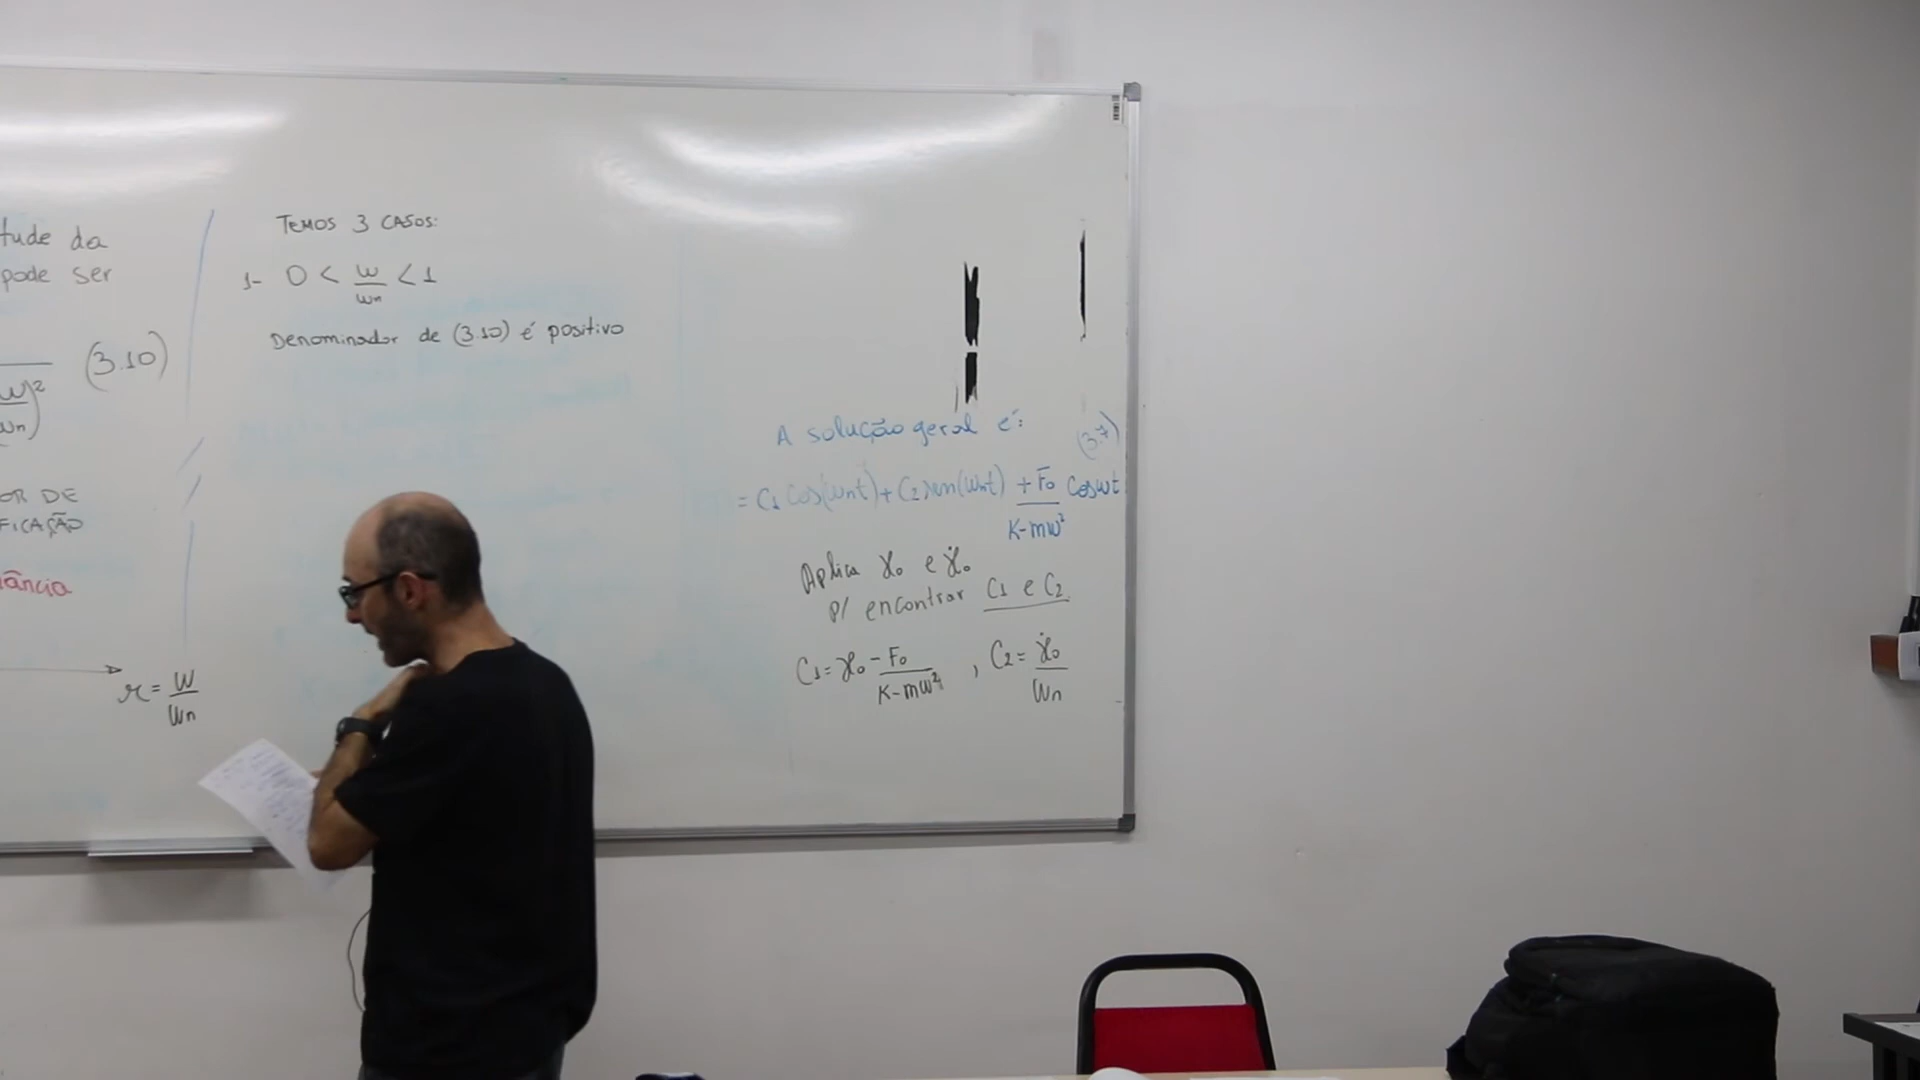 tude da
pode ser
(3.10)
OR DE
FICAÇÃO
ância
r = w/wn
Temos 3 casos:
1- 0 < w/wn < 1
Denominador de (3.10) é positivo
A solução geral é: (3.7)
= C1 cos(wnt) + C2 sen(wnt) + F0/(K-mw²) cos wt
Aplica x0 e ẋ0
p/ encontrar C1 e C2.
C1 = x0 - F0/(K-mw²) , C2 = ẋ0/wn